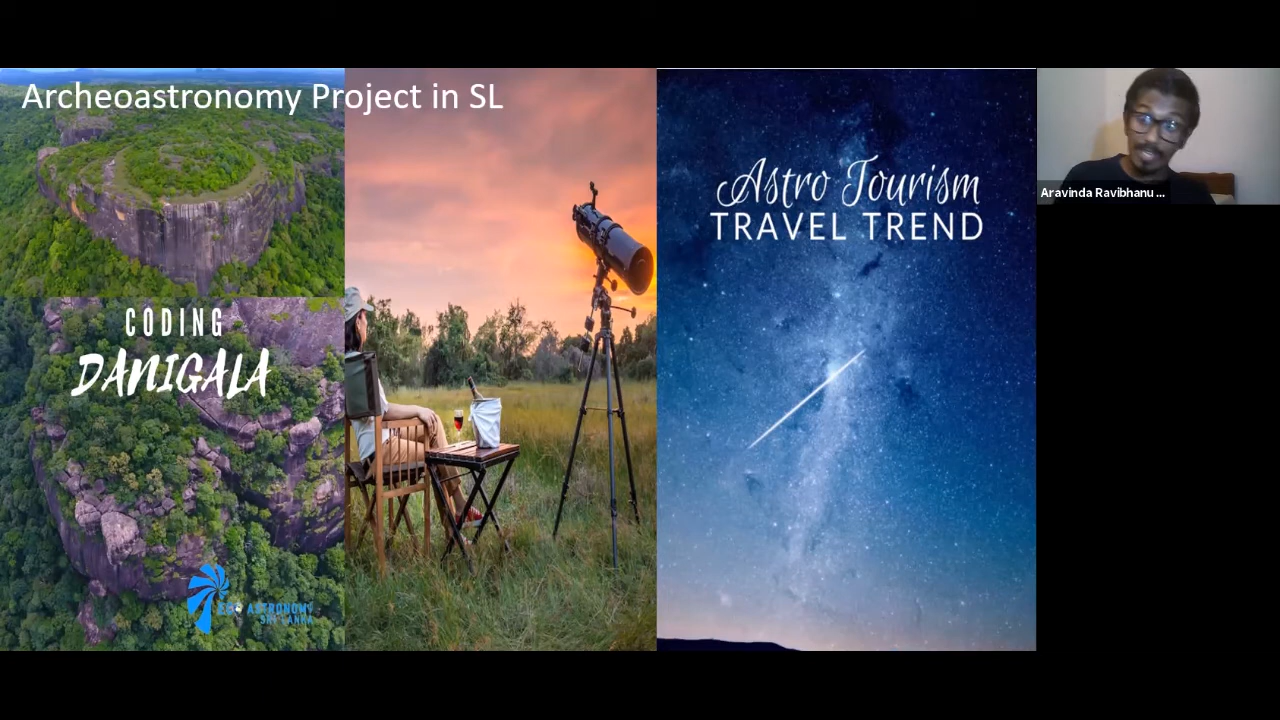 Archeoastronomy Project in SL
CODING
DANIGALA
ASTRONOMY
SRI LANKA
Astro Tourism
TRAVEL TREND
Aravinda Ravibhanu ...